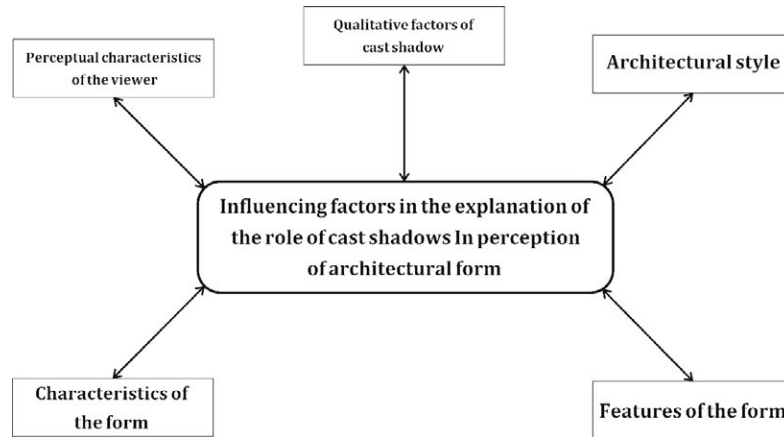 Qualitative factors of
cast shadow
Perceptual characteristics
of the viewer
Architectural style
Influencing factors in the explanation of
the role of cast shadows In perception
of architectural form
Characteristics of
the form
Features of the form